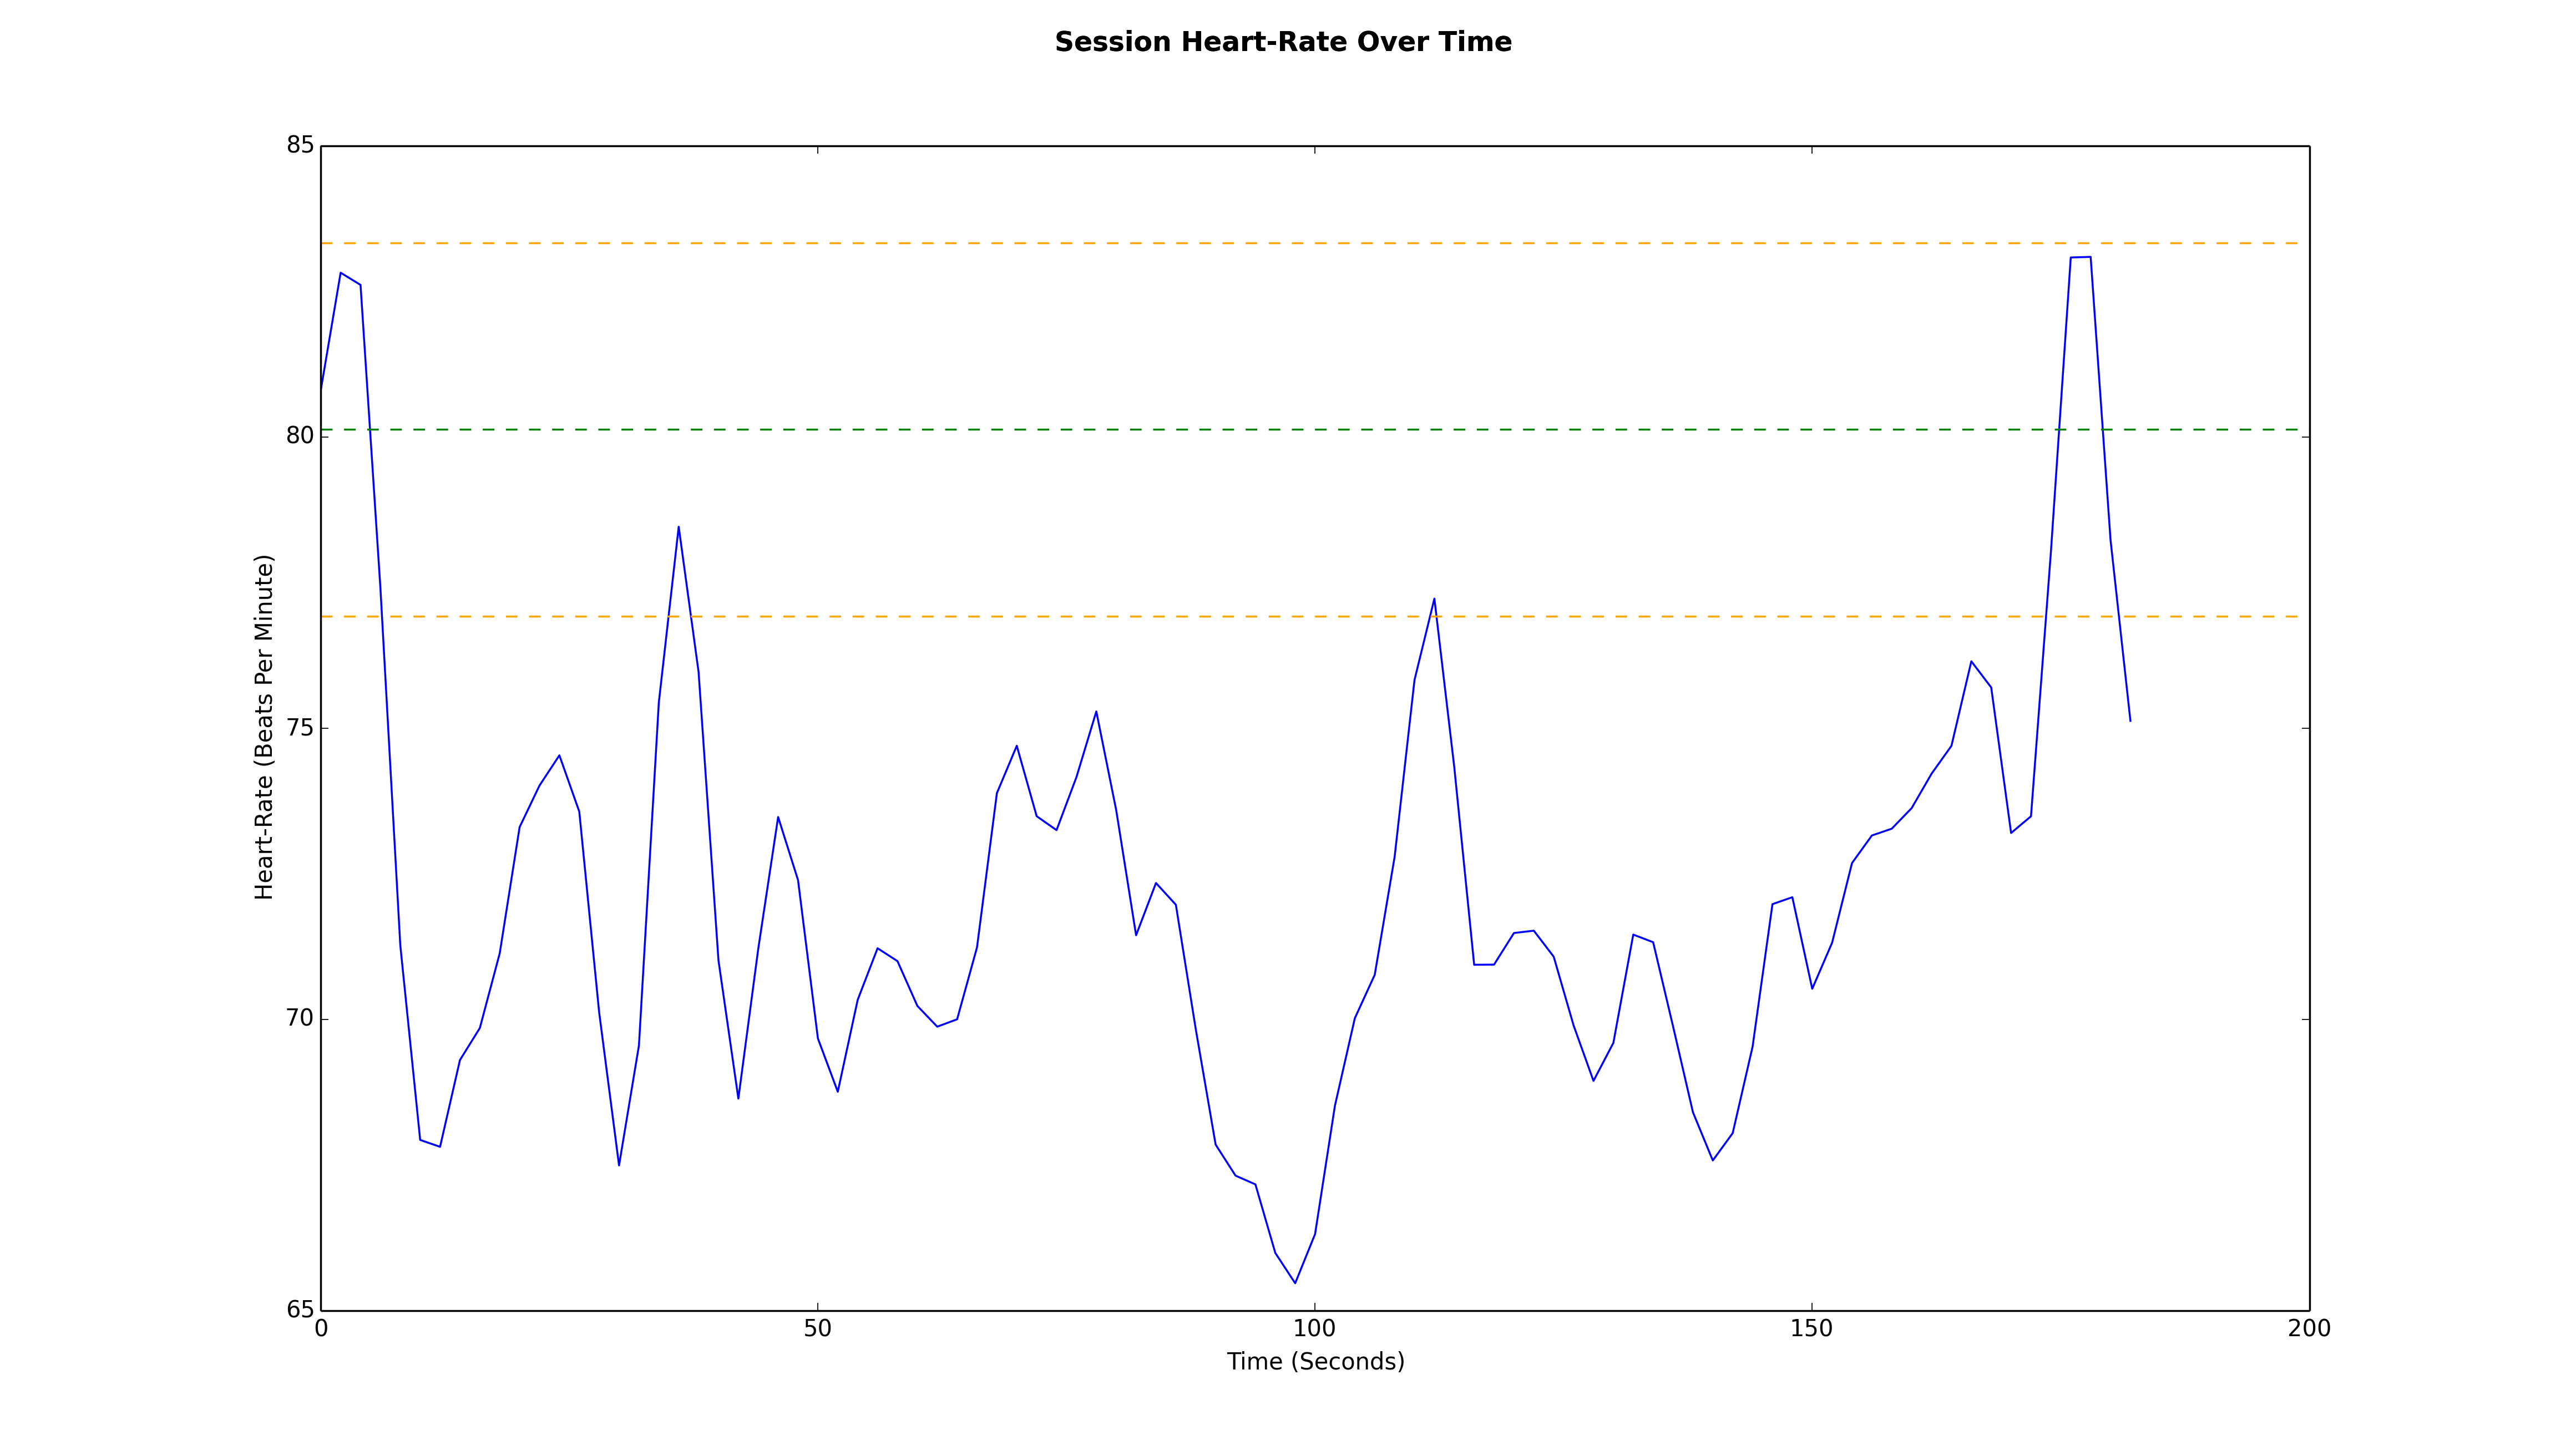 Session Heart-Rate Over Time
85
80
75
70
65
Heart-Rate (Beats Per Minute)
0 50 100 150 200
Time (Seconds)